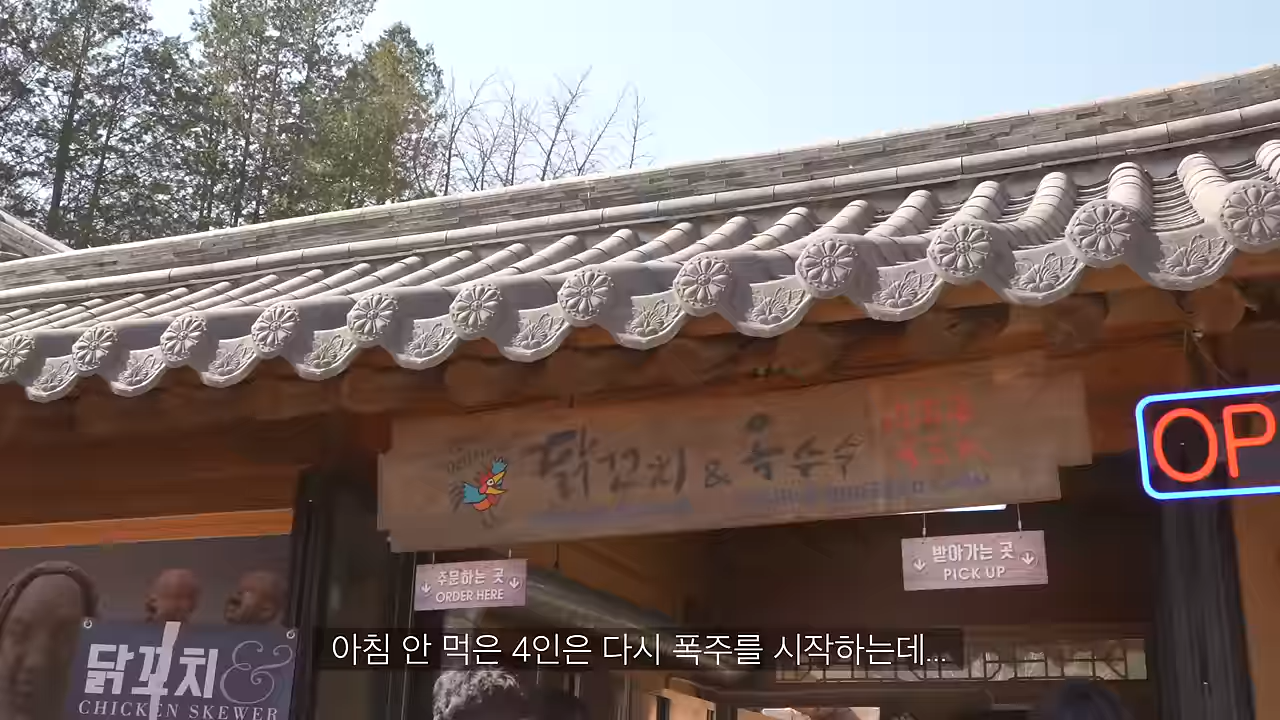 닭꼬치 & 옥수수
OP
받아가는 곳
PICK UP
주문하는 곳
ORDER HERE
닭꼬치 &
CHICKEN SKEWER
아침 안 먹은 4인은 다시 폭주를 시작하는데...